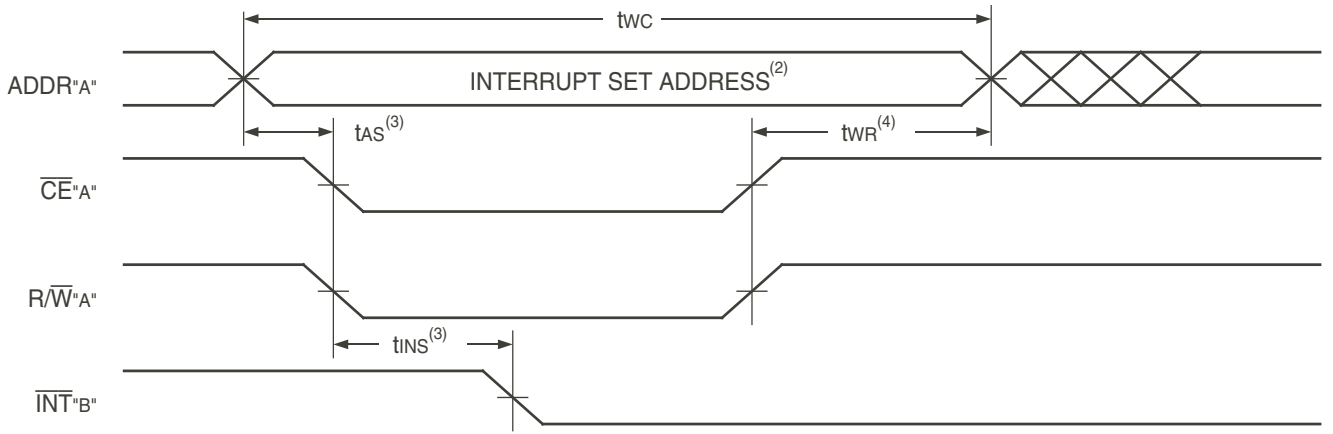 tWC
ADDR"A"
INTERRUPT SET ADDRESS(2)
tAS(3)
tWR(4)
CE"A"
R/W"A"
tINS(3)
INT"B"